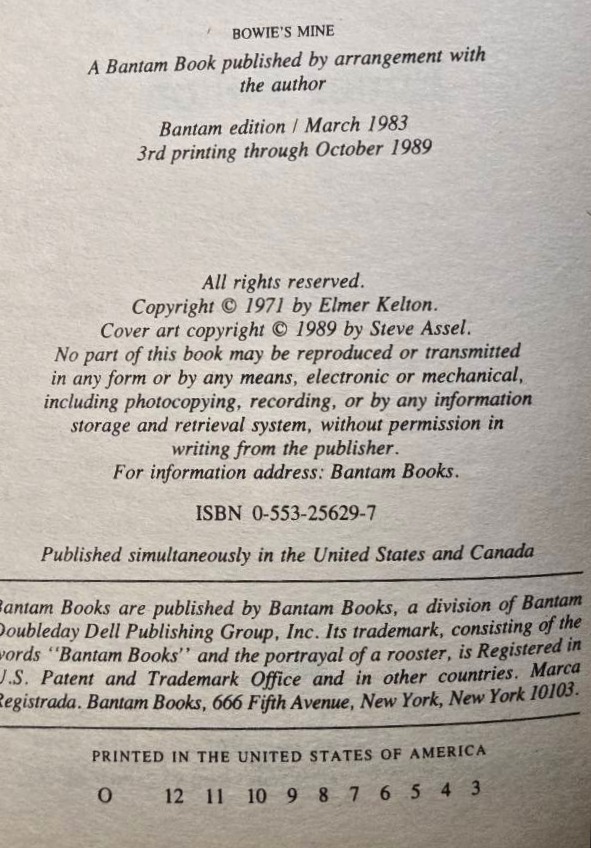 BOWIE'S MINE
A Bantam Book published by arrangement with
the author
Bantam edition / March 1983
3rd printing through October 1989
All rights reserved.
Copyright © 1971 by Elmer Kelton.
Cover art copyright © 1989 by Steve Assel.
No part of this book may be reproduced or transmitted
in any form or by any means, electronic or mechanical,
including photocopying, recording, or by any information
storage and retrieval system, without permission in
writing from the publisher.
For information address: Bantam Books.
ISBN 0-553-25629-7
Published simultaneously in the United States and Canada
Bantam Books are published by Bantam Books, a division of Bantam
Doubleday Dell Publishing Group, Inc. Its trademark, consisting of the
words "Bantam Books" and the portrayal of a rooster, is Registered in
U.S. Patent and Trademark Office and in other countries. Marca
Registrada. Bantam Books, 666 Fifth Avenue, New York, New York 10103.
PRINTED IN THE UNITED STATES OF AMERICA
O 12 11 10 9 8 7 6 5 4 3